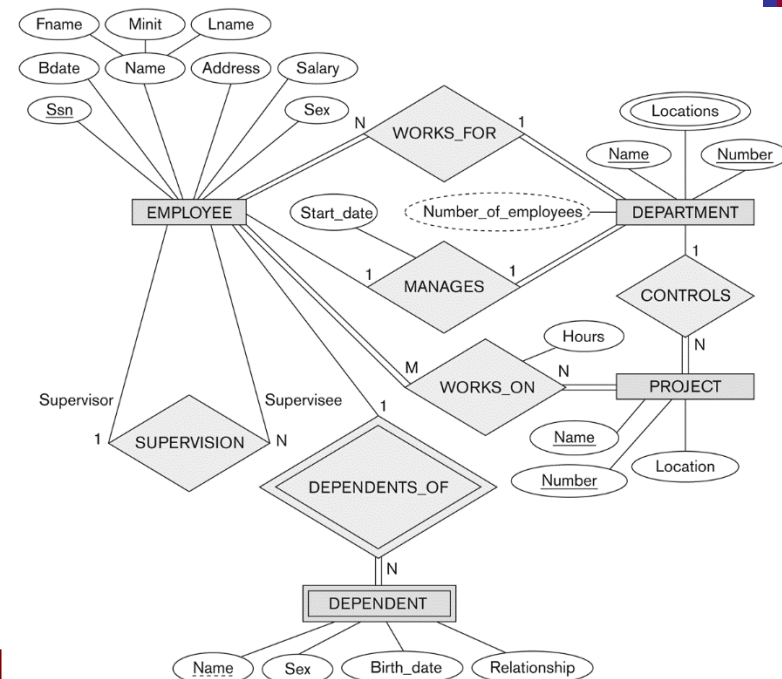 Fname Minit Lname
Bdate Name Address Salary
Ssn Sex
N WORKS_FOR 1
Locations
Name Number
EMPLOYEE Start_date Number_of_employees DEPARTMENT
1 MANAGES 1
1
CONTROLS
N
Hours
M WORKS_ON N PROJECT
Supervisor Supervisee 1
1 SUPERVISION N
Name
Number Location
DEPENDENTS_OF
N
DEPENDENT
Name Sex Birth_date Relationship